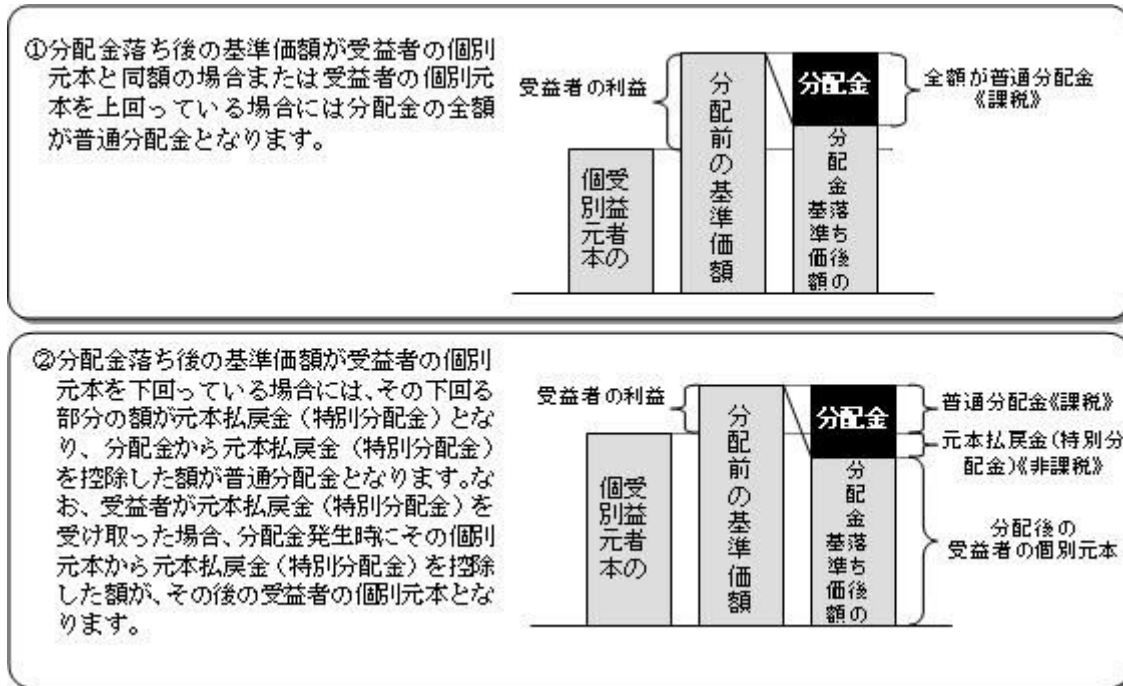 ①分配金落ち後の基準価額が受益者の個別
元本と同額の場合または受益者の個別元
本を上回っている場合には分配金の全額
が普通分配金となります。
受益者の利益
受益者の
個別元本
分配前の基準価額
分配金
分配金落ち後の
基準価額
全額が普通分配金
《課税》
②分配金落ち後の基準価額が受益者の個別
元本を下回っている場合には、その下回る
部分の額が元本払戻金（特別分配金）とな
り、分配金から元本払戻金（特別分配金）
を控除した額が普通分配金となります。な
お、受益者が元本払戻金（特別分配金）を
受け取った場合、分配金発生時にその個別
元本から元本払戻金（特別分配金）を控除
した額が、その後の受益者の個別元本とな
ります。
受益者の利益
受益者の
個別元本
分配前の基準価額
分配金
分配金落ち後の
基準価額
普通分配金《課税》
元本払戻金（特別分
配金）《非課税》
分配後の
受益者の個別元本